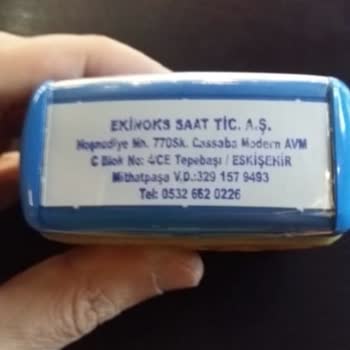 EKİNOKS SAAT TİC. A.Ş.
Hoşnudiye Mh. 770Sk. Cassaba Modern AVM
C Blok No: 4CE Tepebaşı / ESKİŞEHİR
Mithatpaşa V.D.:329 157 9493
Tel: 0532 662 0226